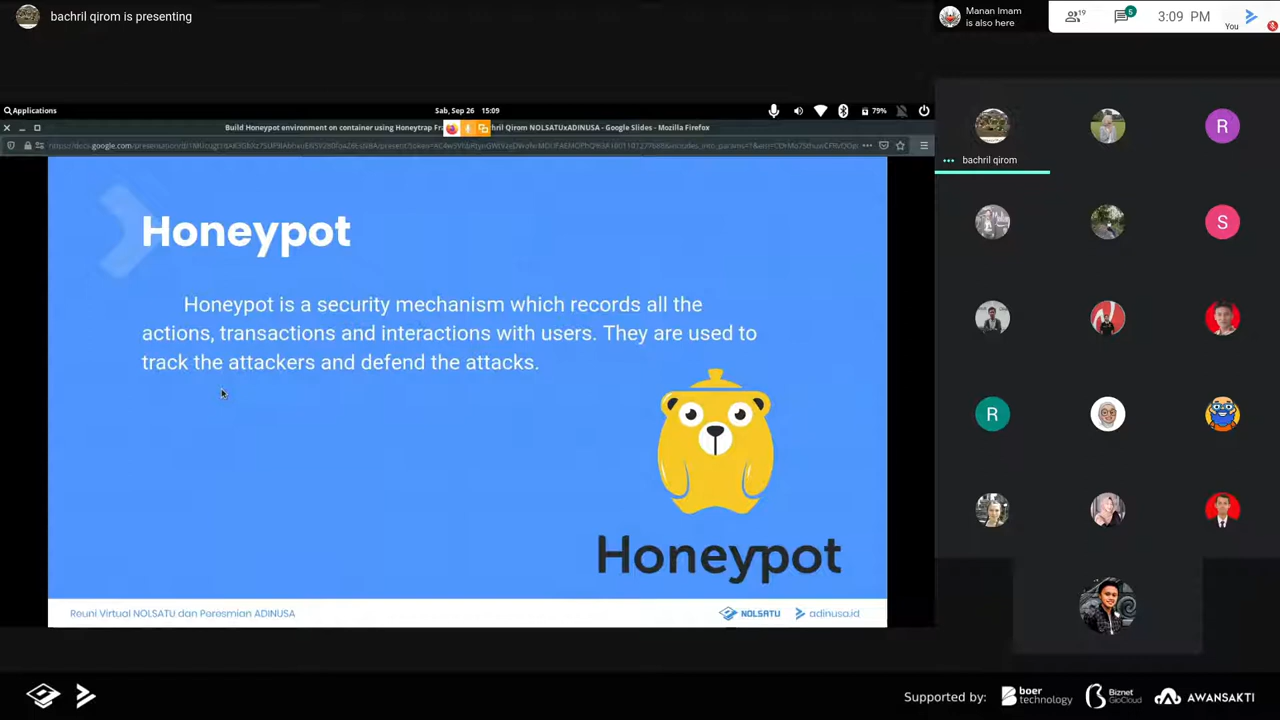 bachril qirom is presenting
Manan Imam
is also here
19
5
3:09 PM
You
Applications
Sab, Sep 26 15:09
79%
Build Honeypot environment on container using Honeytrap Fra
hril Qirom NOLSATUxADINUSA - Google Slides - Mozilla Firefox
bachril qirom
R
S
R
Honeypot
Honeypot is a security mechanism which records all the
actions, transactions and interactions with users. They are used to
track the attackers and defend the attacks.
Honeypot
Reuni Virtual NOLSATU dan Peresmian ADINUSA
NOLSATU
adinusa.id
Supported by:
boer
technology
Biznet
GioCloud
AWANSAKTI